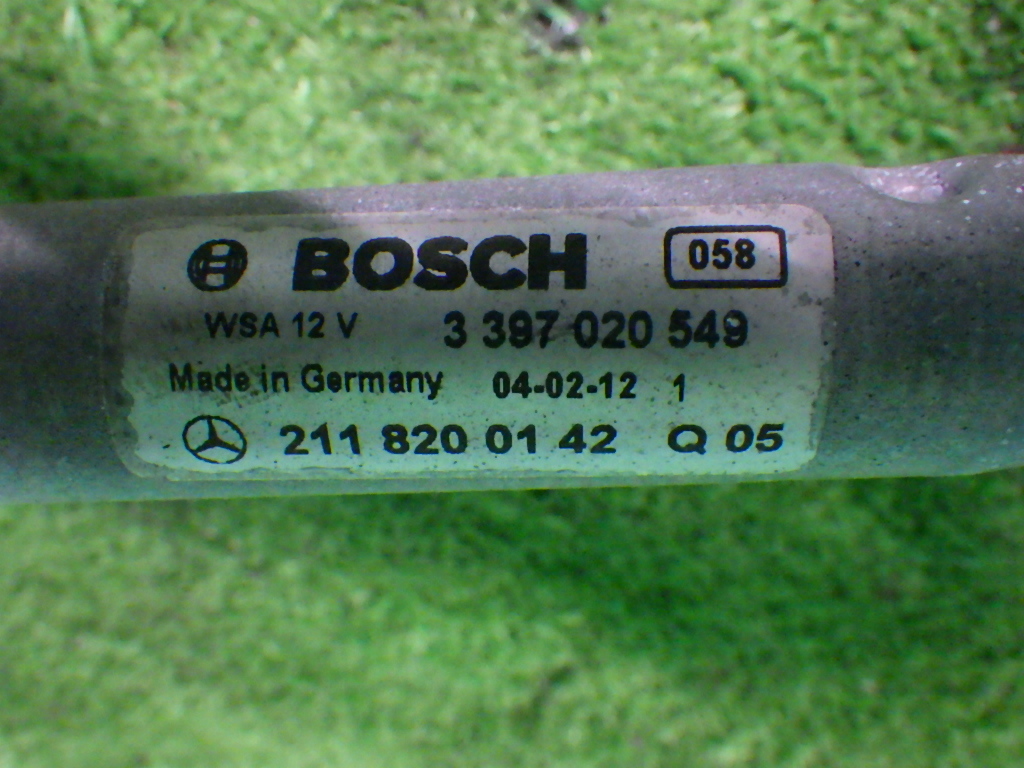 BOSCH 058
WSA 12 V 3 397 020 549
Made in Germany 04-02-12 1
211 820 01 42 Q 05